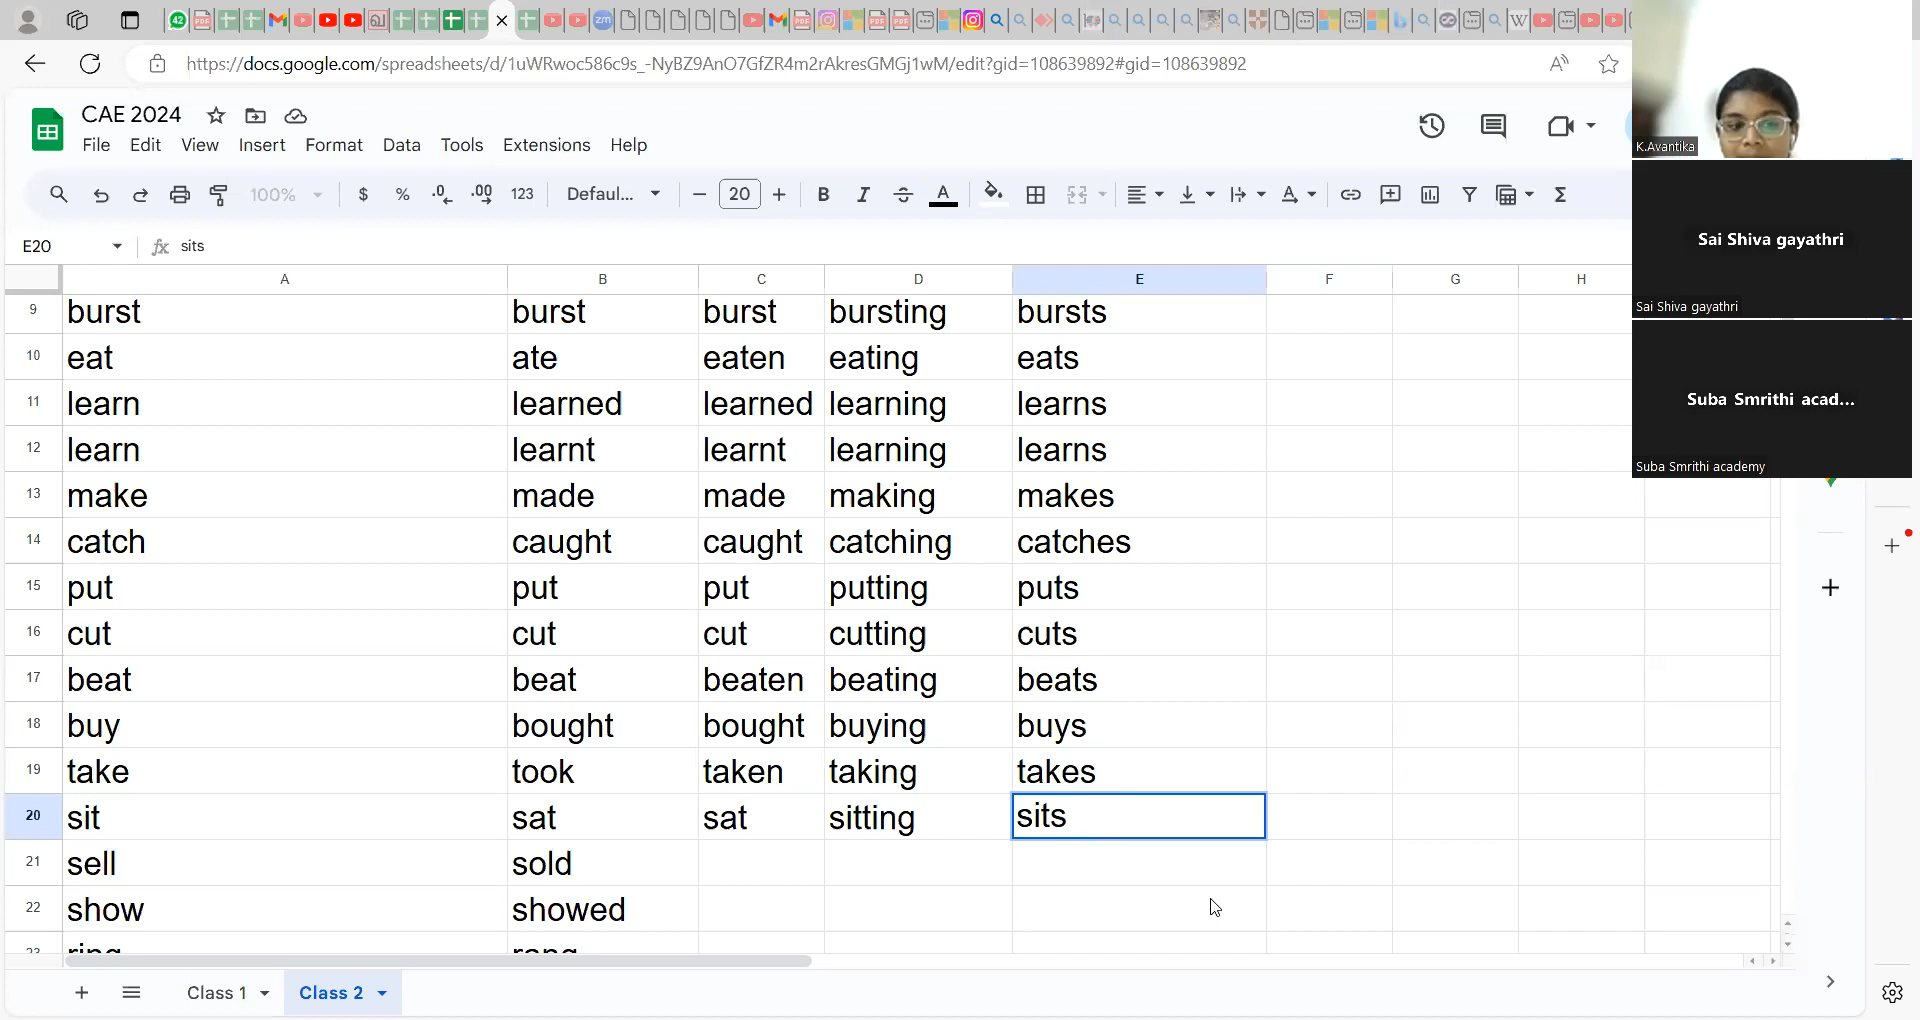 42
zm
W
https://docs.google.com/spreadsheets/d/1uWRwoc586c9s_-NyBZ9AnO7GfZR4m2rAkresGMGj1wM/edit?gid=108639892#gid=108639892
CAE 2024
File Edit View Insert Format Data Tools Extensions Help
100% $ % .0 .00 123 Defaul... 20 B I S A Σ
E20 fx sits
A B C D E F G H
9 burst burst burst bursting bursts
10 eat ate eaten eating eats
11 learn learned learned learning learns
12 learn learnt learnt learning learns
13 make made made making makes
14 catch caught caught catching catches
15 put put put putting puts
16 cut cut cut cutting cuts
17 beat beat beaten beating beats
18 buy bought bought buying buys
19 take took taken taking takes
20 sit sat sat sitting sits
21 sell sold
22 show showed
23 ring rang
Class 1 Class 2
K.Avantika
Sai Shiva gayathri
Sai Shiva gayathri
Suba Smrithi acad...
Suba Smrithi academy